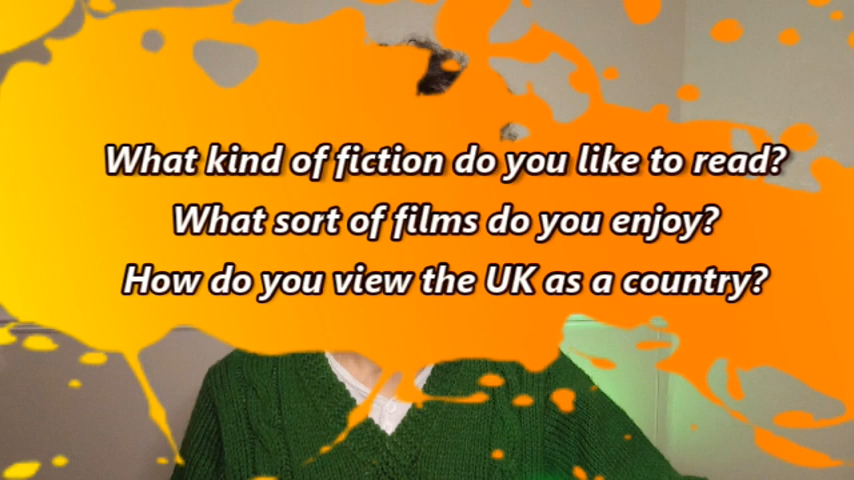 What kind of fiction do you like to read?
What sort of films do you enjoy?
How do you view the UK as a country?